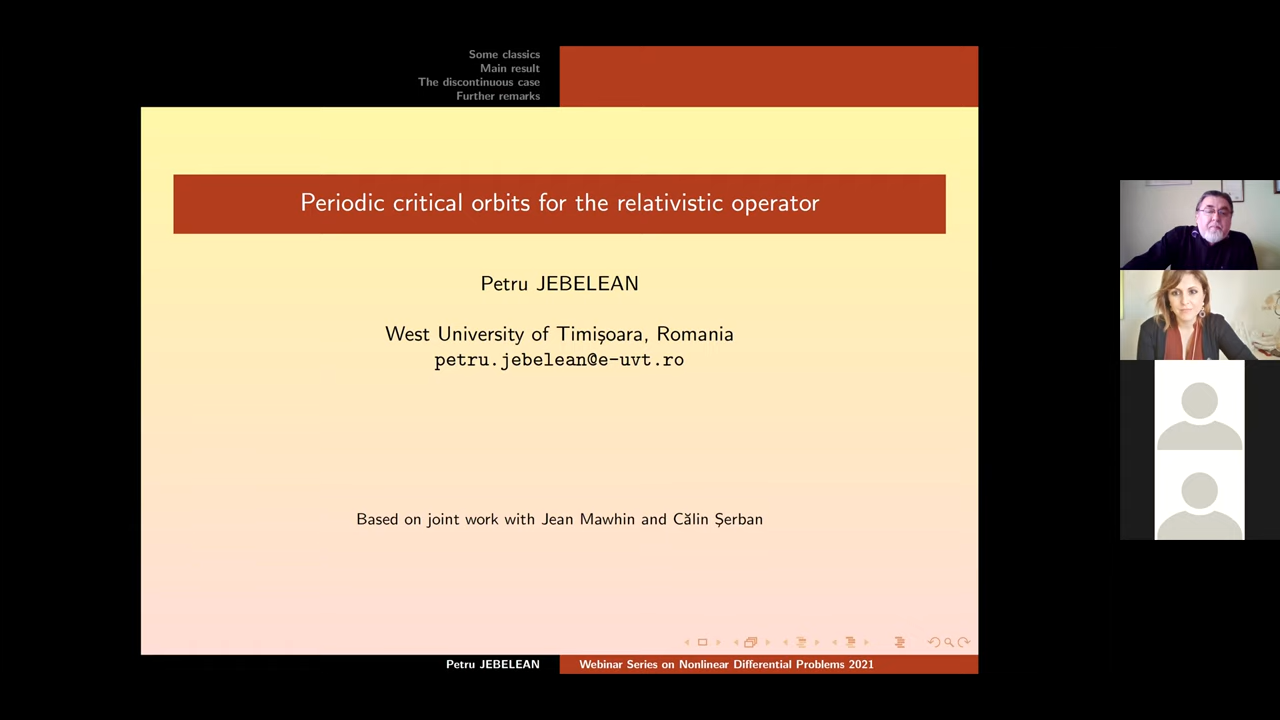 Some classics
Main result
The discontinuous case
Further remarks
Periodic critical orbits for the relativistic operator
Petru JEBELEAN
West University of Timişoara, Romania
petru.jebelean@e-uvt.ro
Based on joint work with Jean Mawhin and Călin Şerban
Petru JEBELEAN
Webinar Series on Nonlinear Differential Problems 2021